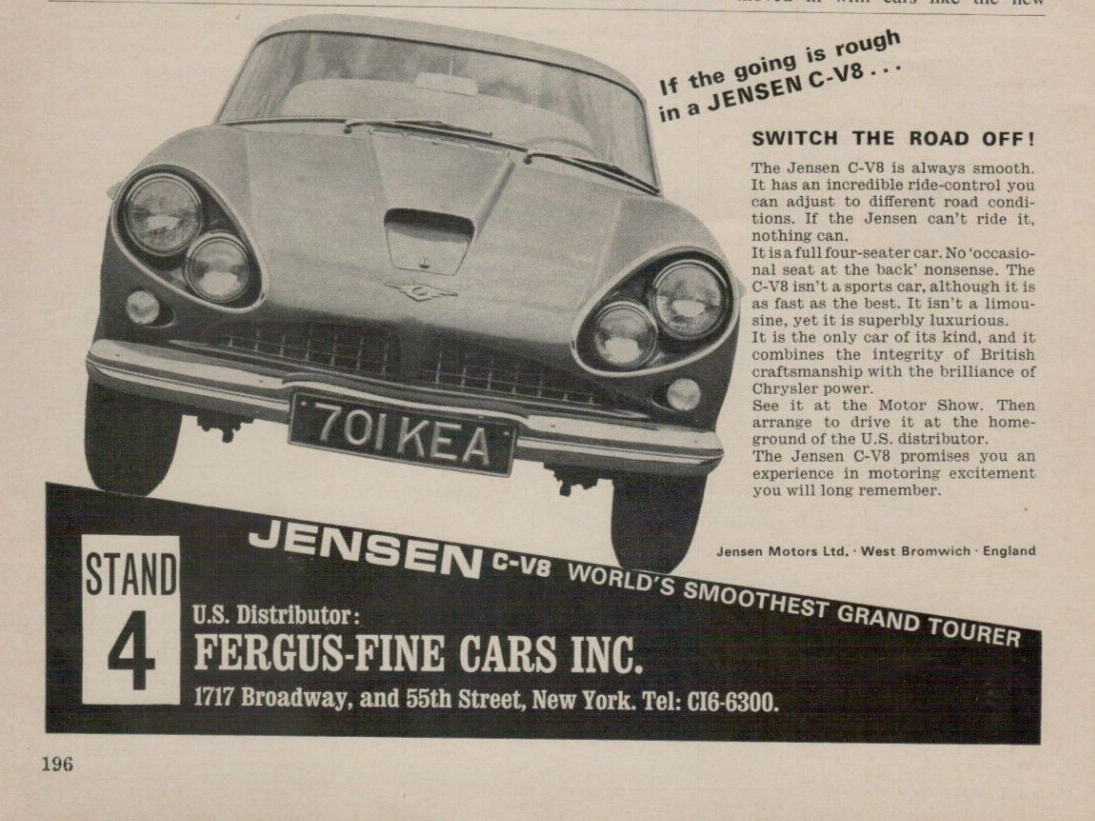 in with cars like the new
If the going is rough
in a JENSEN C-V8...
SWITCH THE ROAD OFF!
The Jensen C-V8 is always smooth.
It has an incredible ride-control you
can adjust to different road condi-
tions. If the Jensen can't ride it,
nothing can.
It is a full four-seater car. No 'occasio-
nal seat at the back' nonsense. The
C-V8 isn't a sports car, although it is
as fast as the best. It isn't a limou-
sine, yet it is superbly luxurious.
It is the only car of its kind, and it
combines the integrity of British
craftsmanship with the brilliance of
Chrysler power.
See it at the Motor Show. Then
arrange to drive it at the home-
ground of the U.S. distributor.
The Jensen C-V8 promises you an
experience in motoring excitement
you will long remember.
701 KEA
Jensen Motors Ltd. · West Bromwich · England
JENSEN C-V8 WORLD'S SMOOTHEST GRAND TOURER
STAND
4
U.S. Distributor:
FERGUS-FINE CARS INC.
1717 Broadway, and 55th Street, New York. Tel: CI6-6300.
196